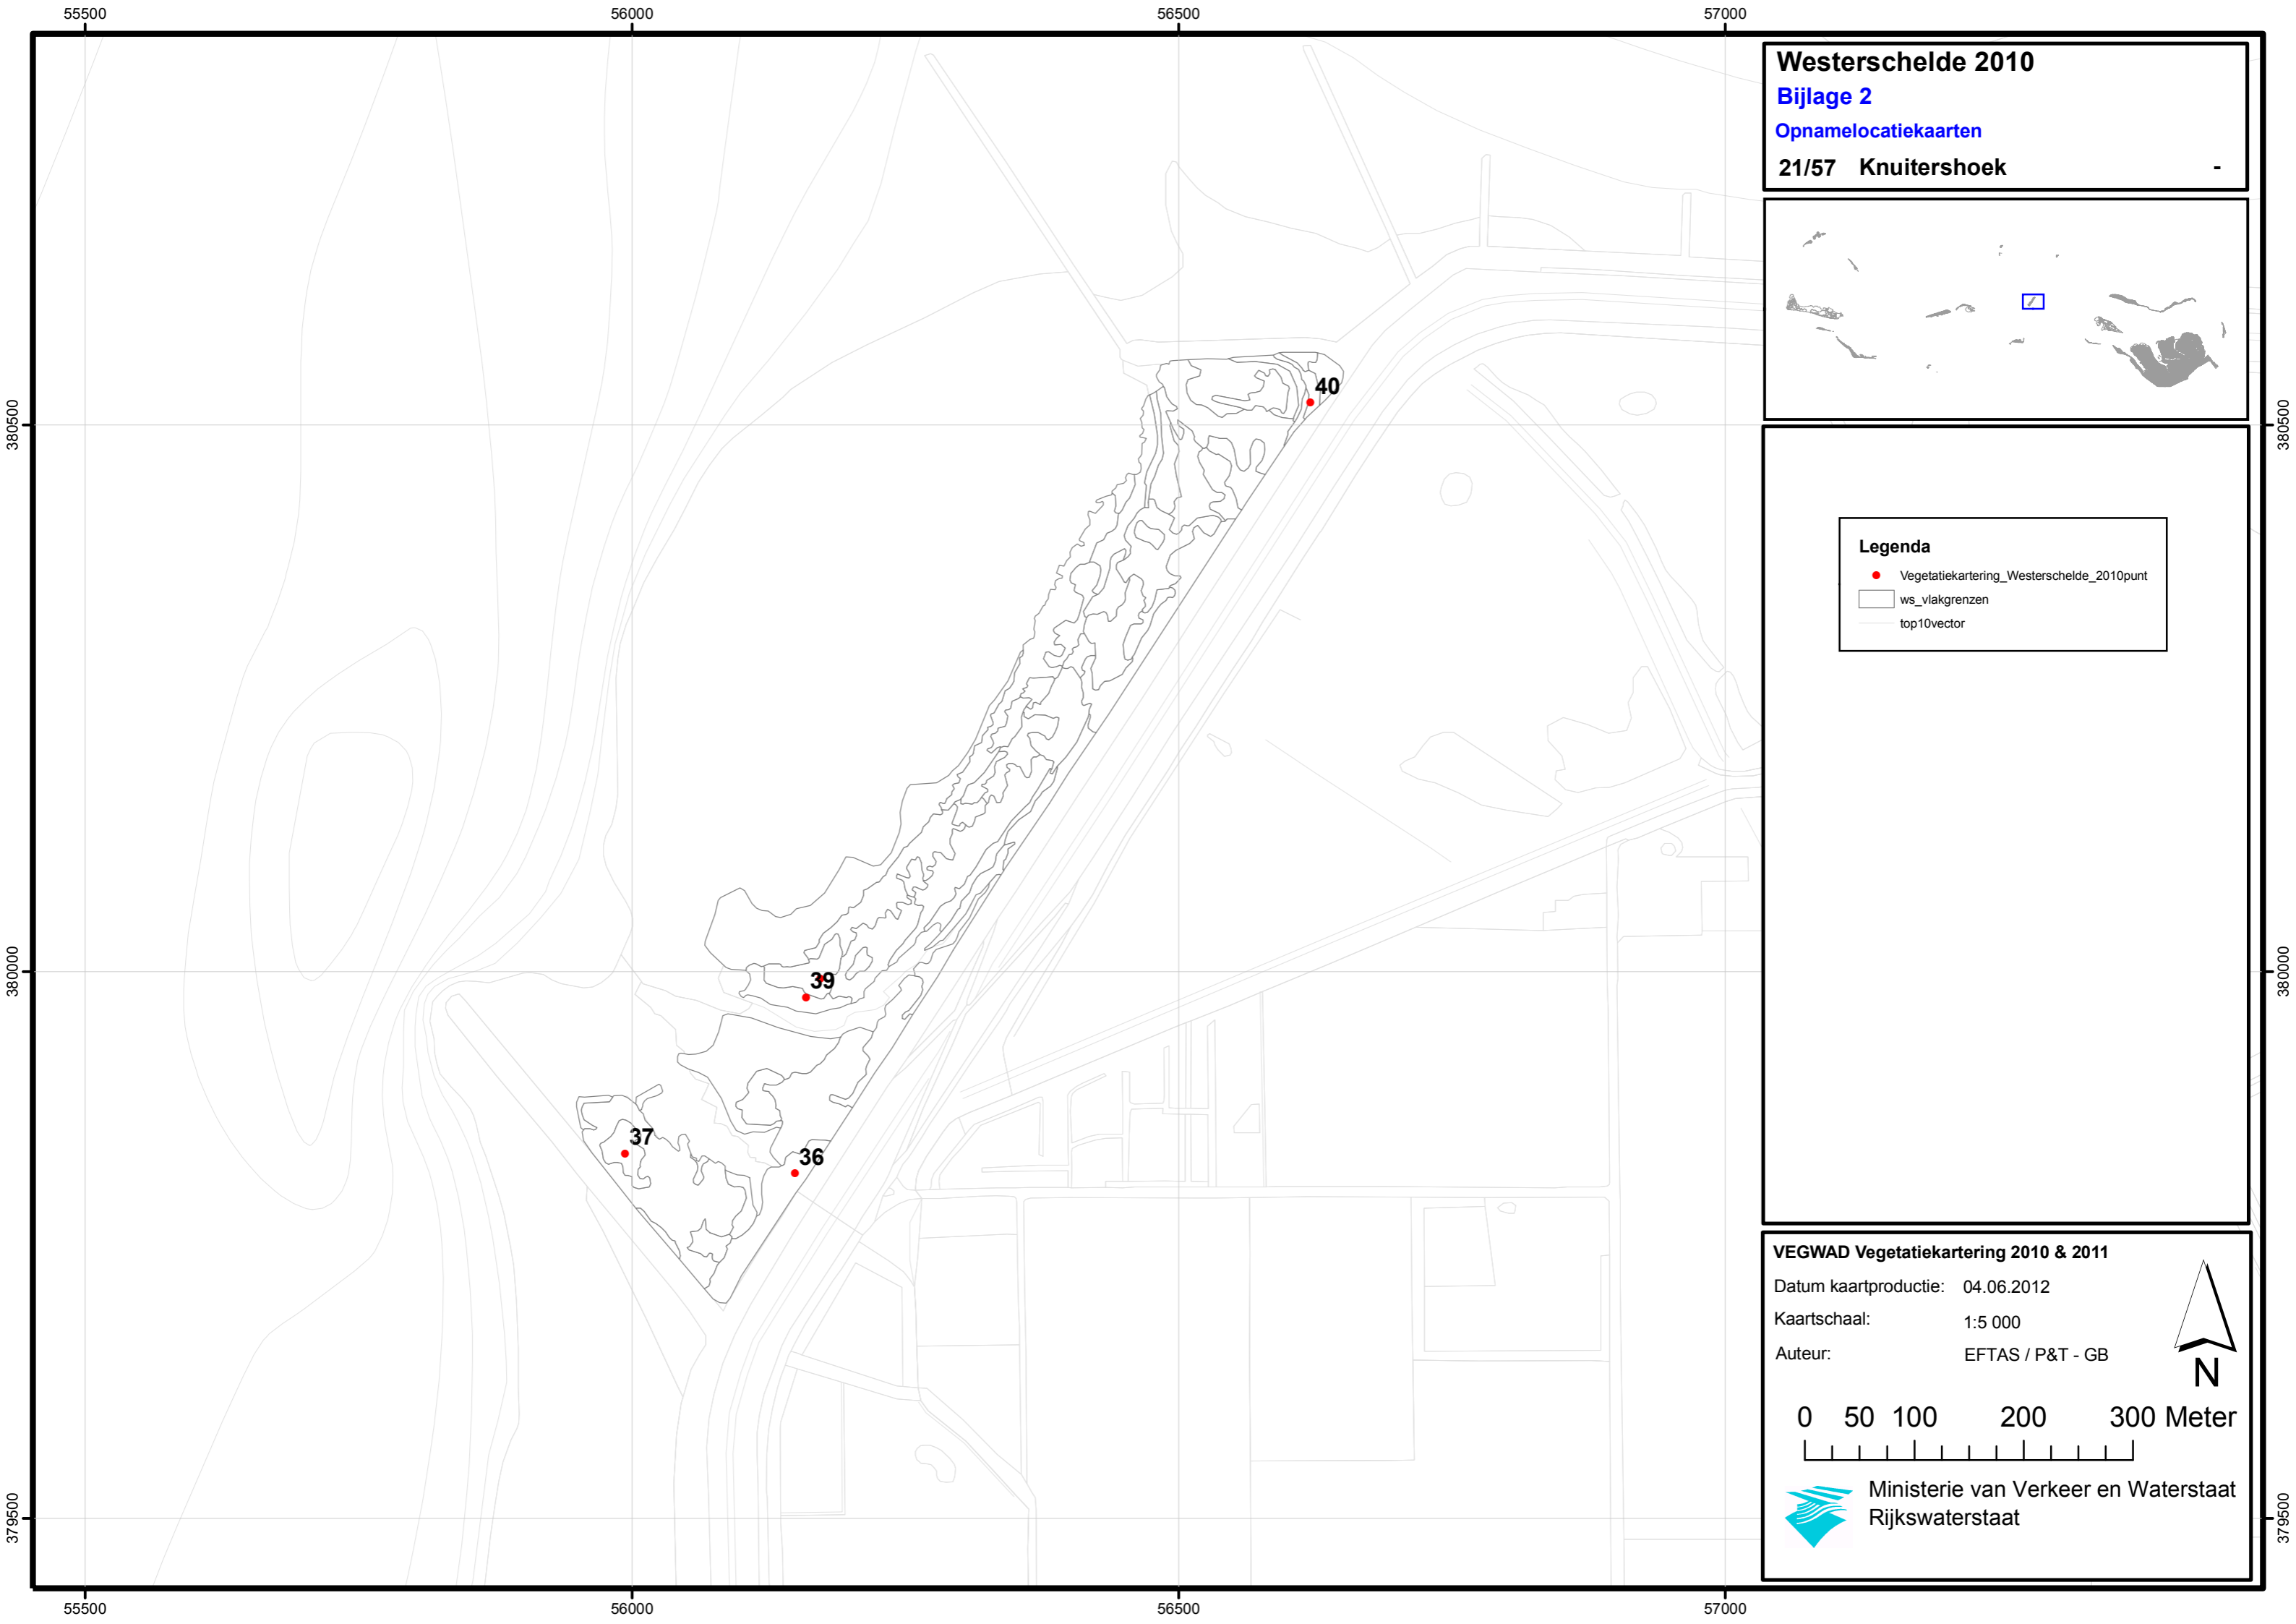 55500 56000 56500 57000
Westerschelde 2010
Bijlage 2
Opnamelocatiekaarten
21/57 Knuitershoek -
380500 380500
40
Legenda
Vegetatiekartering_Westerschelde_2010punt
ws_vlakgrenzen
top10vector
380000 380000
39
37
36
VEGWAD Vegetatiekartering 2010 & 2011
Datum kaartproductie: 04.06.2012
Kaartschaal: 1:5 000
Auteur: EFTAS / P&T - GB
N
0 50 100 200 300 Meter
Ministerie van Verkeer en Waterstaat
Rijkswaterstaat
379500 379500
55500 56000 56500 57000